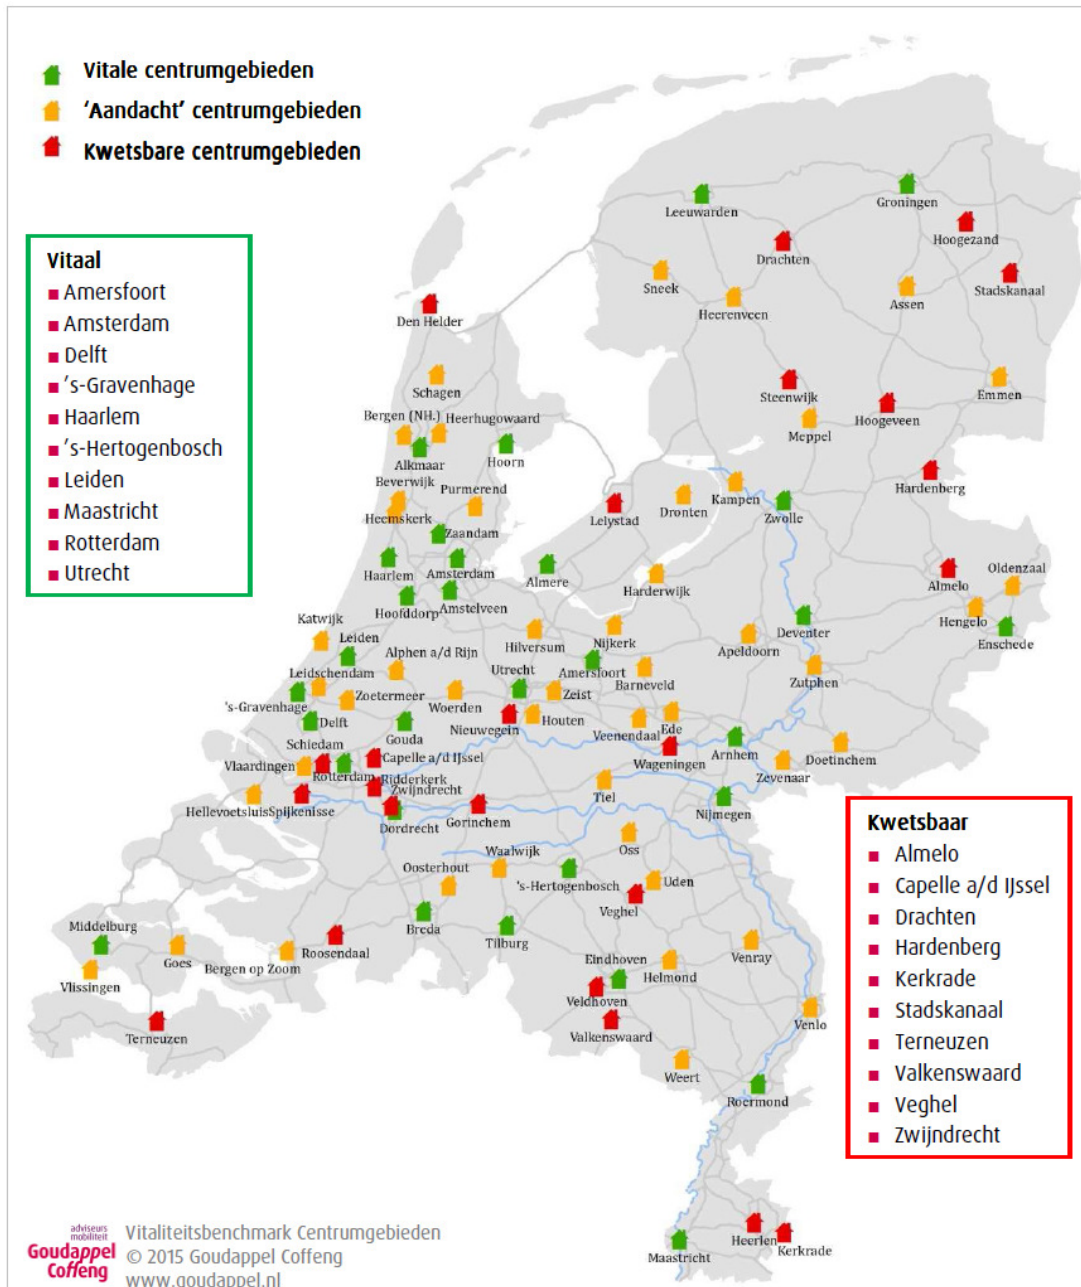 Vitale centrumgebieden
‘Aandacht’ centrumgebieden
Kwetsbare centrumgebieden
Vitaal
Amersfoort
Amsterdam
Delft
’s-Gravenhage
Haarlem
’s-Hertogenbosch
Leiden
Maastricht
Rotterdam
Utrecht
Leeuwarden
Groningen
Hoogezand
Drachten
Stadskanaal
Sneek
Heerenveen
Assen
Den Helder
Schagen
Steenwijk
Emmen
Bergen (NH.)
Heerhugowaard
Hoogeveen
Meppel
Alkmaar
Hoorn
Hardenberg
Beverwijk
Purmerend
Kampen
Lelystad
Dronten
Zwolle
Heemskerk
Zaandam
Haarlem
Amsterdam
Almere
Harderwijk
Almelo
Oldenzaal
Hoofddorp
Amstelveen
Hengelo
Katwijk
Leiden
Deventer
Enschede
Hilversum
Nijkerk
Apeldoorn
Alphen a/d Rijn
Leidschendam
Utrecht
Amersfoort
Barneveld
Zutphen
's-Gravenhage
Zoetermeer
Woerden
Zeist
Delft
Gouda
Nieuwegein
Houten
Veenendaal
Ede
Schiedam
Arnhem
Doetinchem
Vlaardingen
Rotterdam
Capelle a/d IJssel
Wageningen
Zevenaar
Ridderkerk
Zwijndrecht
Tiel
Hellevoetsluis
Spijkenisse
Dordrecht
Gorinchem
Nijmegen
Waalwijk
Oss
Oosterhout
's-Hertogenbosch
Uden
Veghel
Middelburg
Breda
Tilburg
Goes
Bergen op Zoom
Roosendaal
Eindhoven
Helmond
Venray
Vlissingen
Veldhoven
Venlo
Terneuzen
Valkenswaard
Weert
Roermond
Maastricht
Heerlen
Kerkrade
Kwetsbaar
Almelo
Capelle a/d IJssel
Drachten
Hardenberg
Kerkrade
Stadskanaal
Terneuzen
Valkenswaard
Veghel
Zwijndrecht
adviseurs
mobiliteit
Goudappel
Coffeng
Vitaliteitsbenchmark Centrumgebieden
© 2015 Goudappel Coffeng
www.goudappel.nl